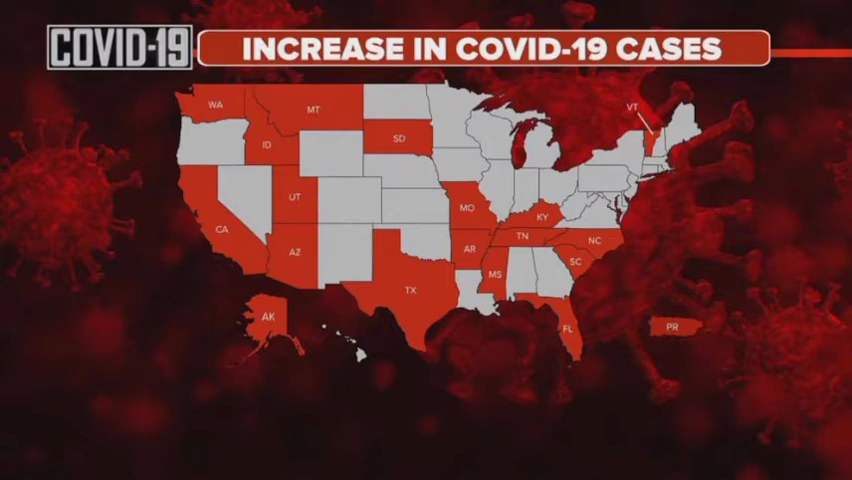 COVID-19
INCREASE IN COVID-19 CASES
WA
MT
VT
ID
SD
UT
MO
KY
CA
TN
NC
AZ
AR
SC
MS
TX
AK
FL
PR